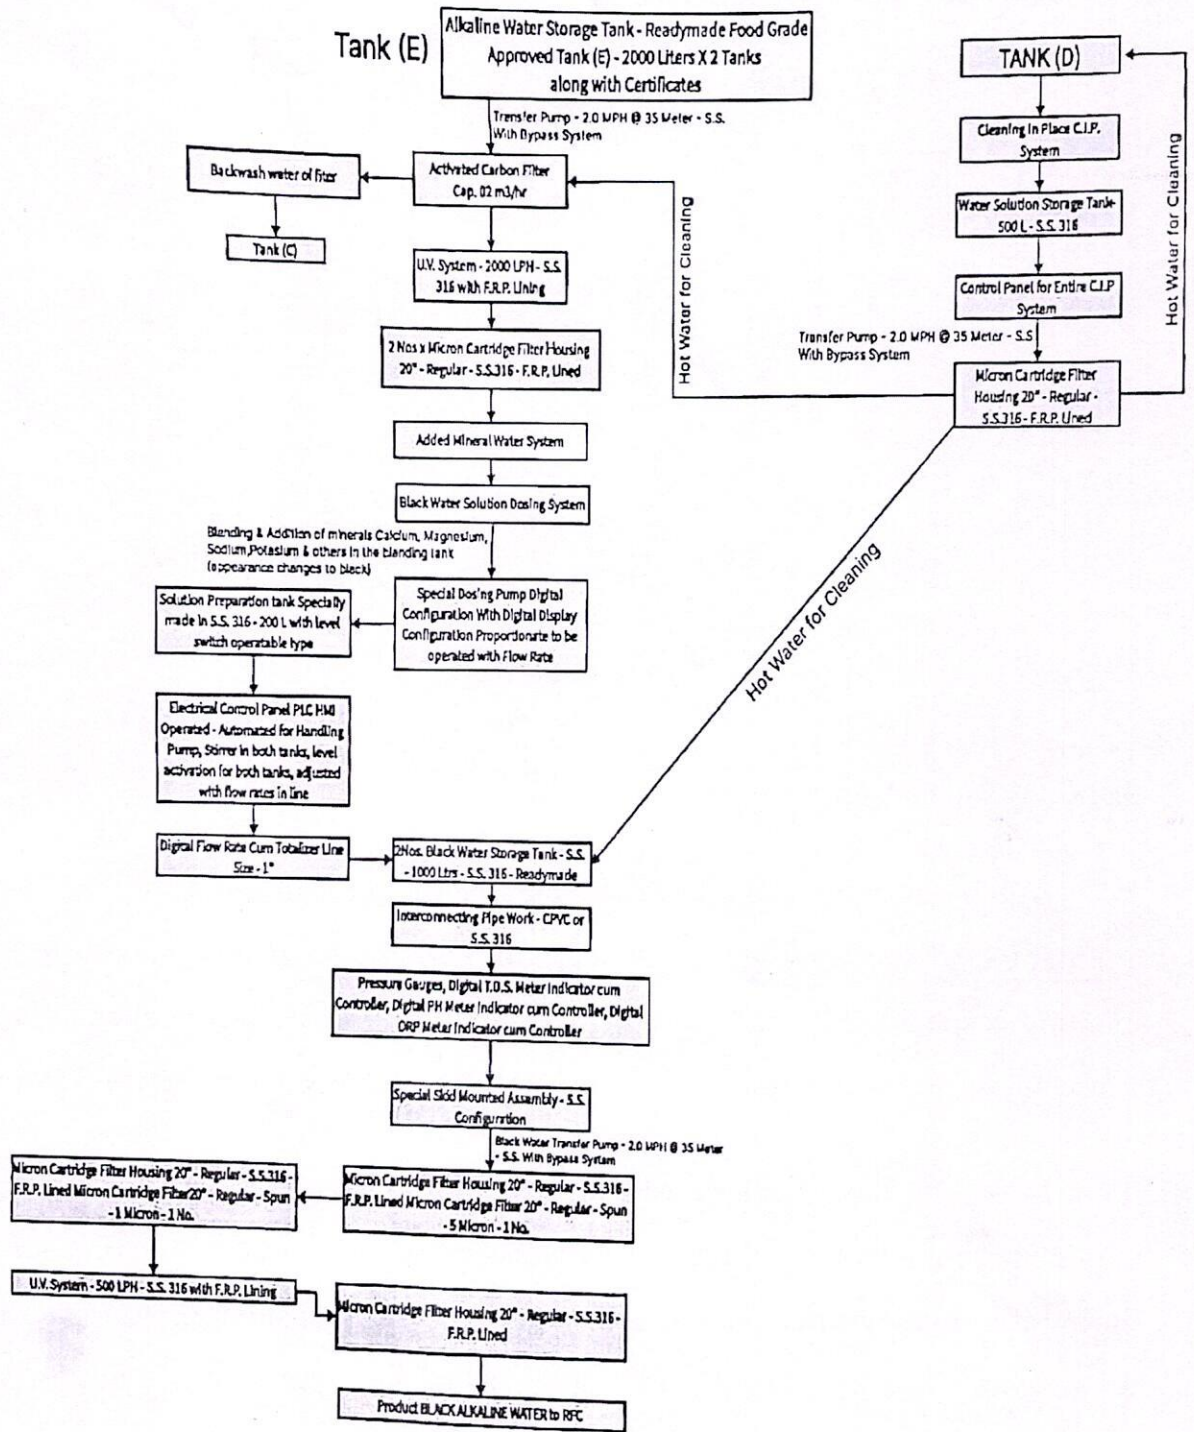 Tank (E)
Alkaline Water Storage Tank - Readymade Food Grade
Approved Tank (E) - 2000 Liters X 2 Tanks
along with Certificates
TANK (D)
Transfer Pump - 2.0 MPH @ 35 Meter - S.S.
With Bypass System
Cleaning In Place C.I.P.
System
Backwash water of fiter
Activated Carbon Filter
Cap. 02 m3/hr
Tank (C)
Water Solution Storage Tank-
500 L - S.S. 316
U.V. System - 2000 LPH - S.S.
316 with F.R.P. Lining
Control Panel for Entire C.I.P
System
Hot Water for Cleaning
Hot Water for Cleaning
Transfer Pump - 2.0 MPH @ 35 Meter - S.S
With Bypass System
2 Nos x Micron Cartridge Filter Housing
20" - Regular - S.S.316 - F.R.P. Lined
Micron Cartridge Filter
Housing 20" - Regular -
S.S.316 - F.R.P. Lined
Added Mineral Water System
Black Water Solution Dosing System
Blending & Addition of minerals Calcium, Magnesium,
Sodium,Potasium & others in the blanding tank
(appearance changes to black)
Hot Water for Cleaning
Special Dosing Pump Digital
Configuration With Digital Display
Configuration Proportionate to be
operated with Flow Rate
Solution Preparation tank Specially
made in S.S. 316 - 200 L with level
switch operatable type
Electrical Control Panel PLC HMI
Operated - Automated for Handling
Pump, Stirrer in both tanks, level
activation for both tanks, adjusted
with flow rates in line
Digital Flow Rate Cum Totalizer Line
Size - 1"
2Nos. Black Water Storage Tank - S.S.
- 1000 Ltrs - S.S. 316 - Readymade
Interconnecting Pipe Work - CPVC or
S.S. 316
Pressure Gauges, Digital T.D.S. Meter Indicator cum
Controller, Digital PH Meter Indicator cum Controller, Digital
ORP Meter Indicator cum Controller
Special Skid Mounted Assembly - S.S.
Configuration
Black Water Transfer Pump - 2.0 MPH @ 35 Meter
- S.S. With Bypass System
Micron Cartridge Filter Housing 20" - Regular - S.S.316 -
F.R.P. Lined Micron Cartridge Filter 20" - Regular - Spun
- 5 Micron - 1 No.
Micron Cartridge Filter Housing 20" - Regular - S.S.316 -
F.R.P. Lined Micron Cartridge Filter 20" - Regular - Spun
- 1 Micron - 1 No.
U.V. System - 500 LPH - S.S. 316 with F.R.P. Lining
Micron Cartridge Filter Housing 20" - Regular - S.S.316 -
F.R.P. Lined
Product BLACK ALKALINE WATER to RFC